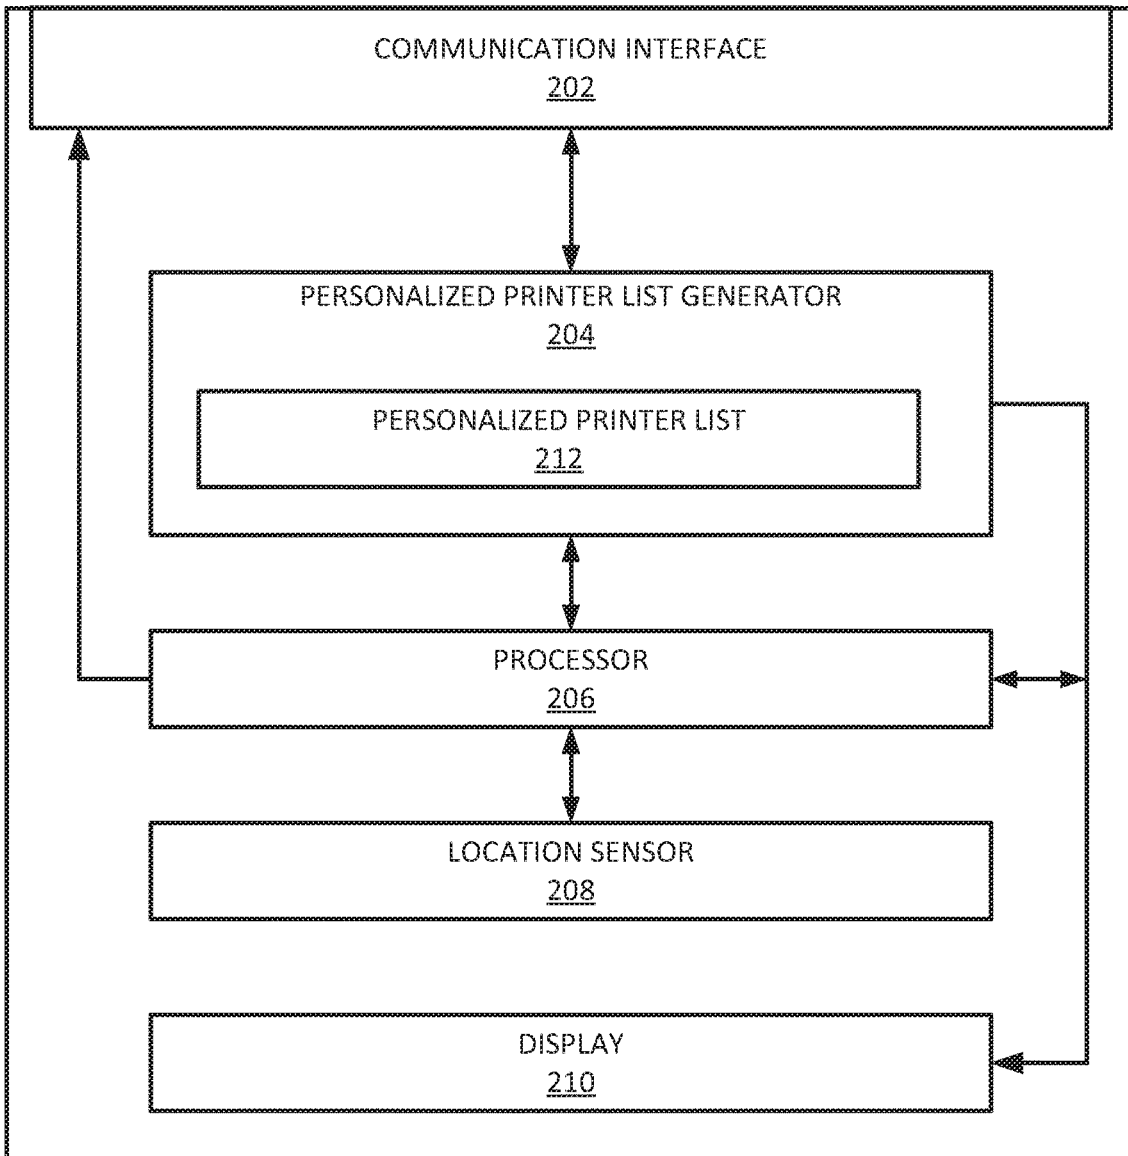 COMMUNICATION INTERFACE
202
PERSONALIZED PRINTER LIST GENERATOR
204
PERSONALIZED PRINTER LIST
212
PROCESSOR
206
LOCATION SENSOR
208
DISPLAY
210